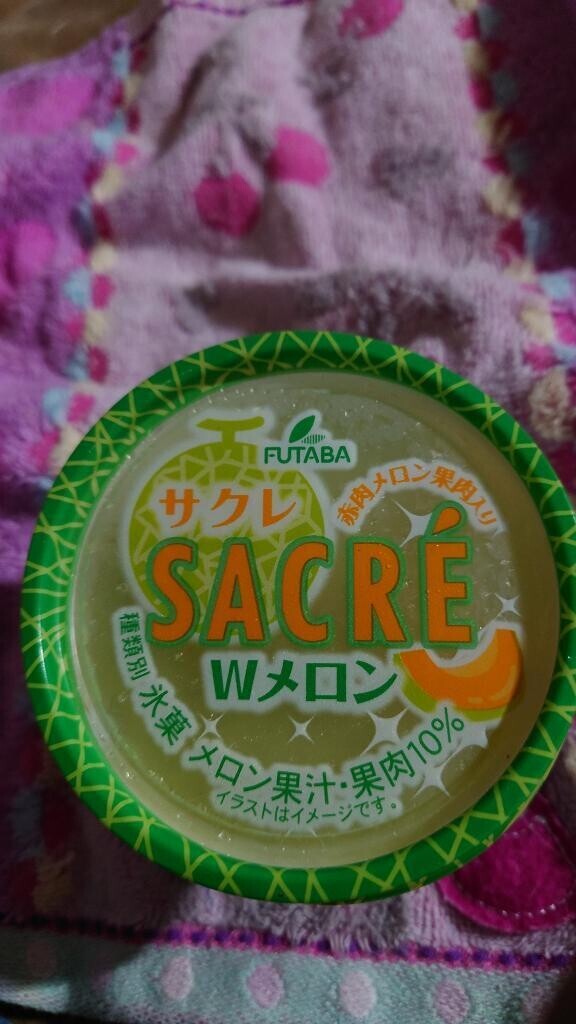 FUTABA
サクレ
赤肉メロン果肉入り
SACRÉ
Wメロン
種類別 氷菓
メロン果汁・果肉10%
イラストはイメージです。